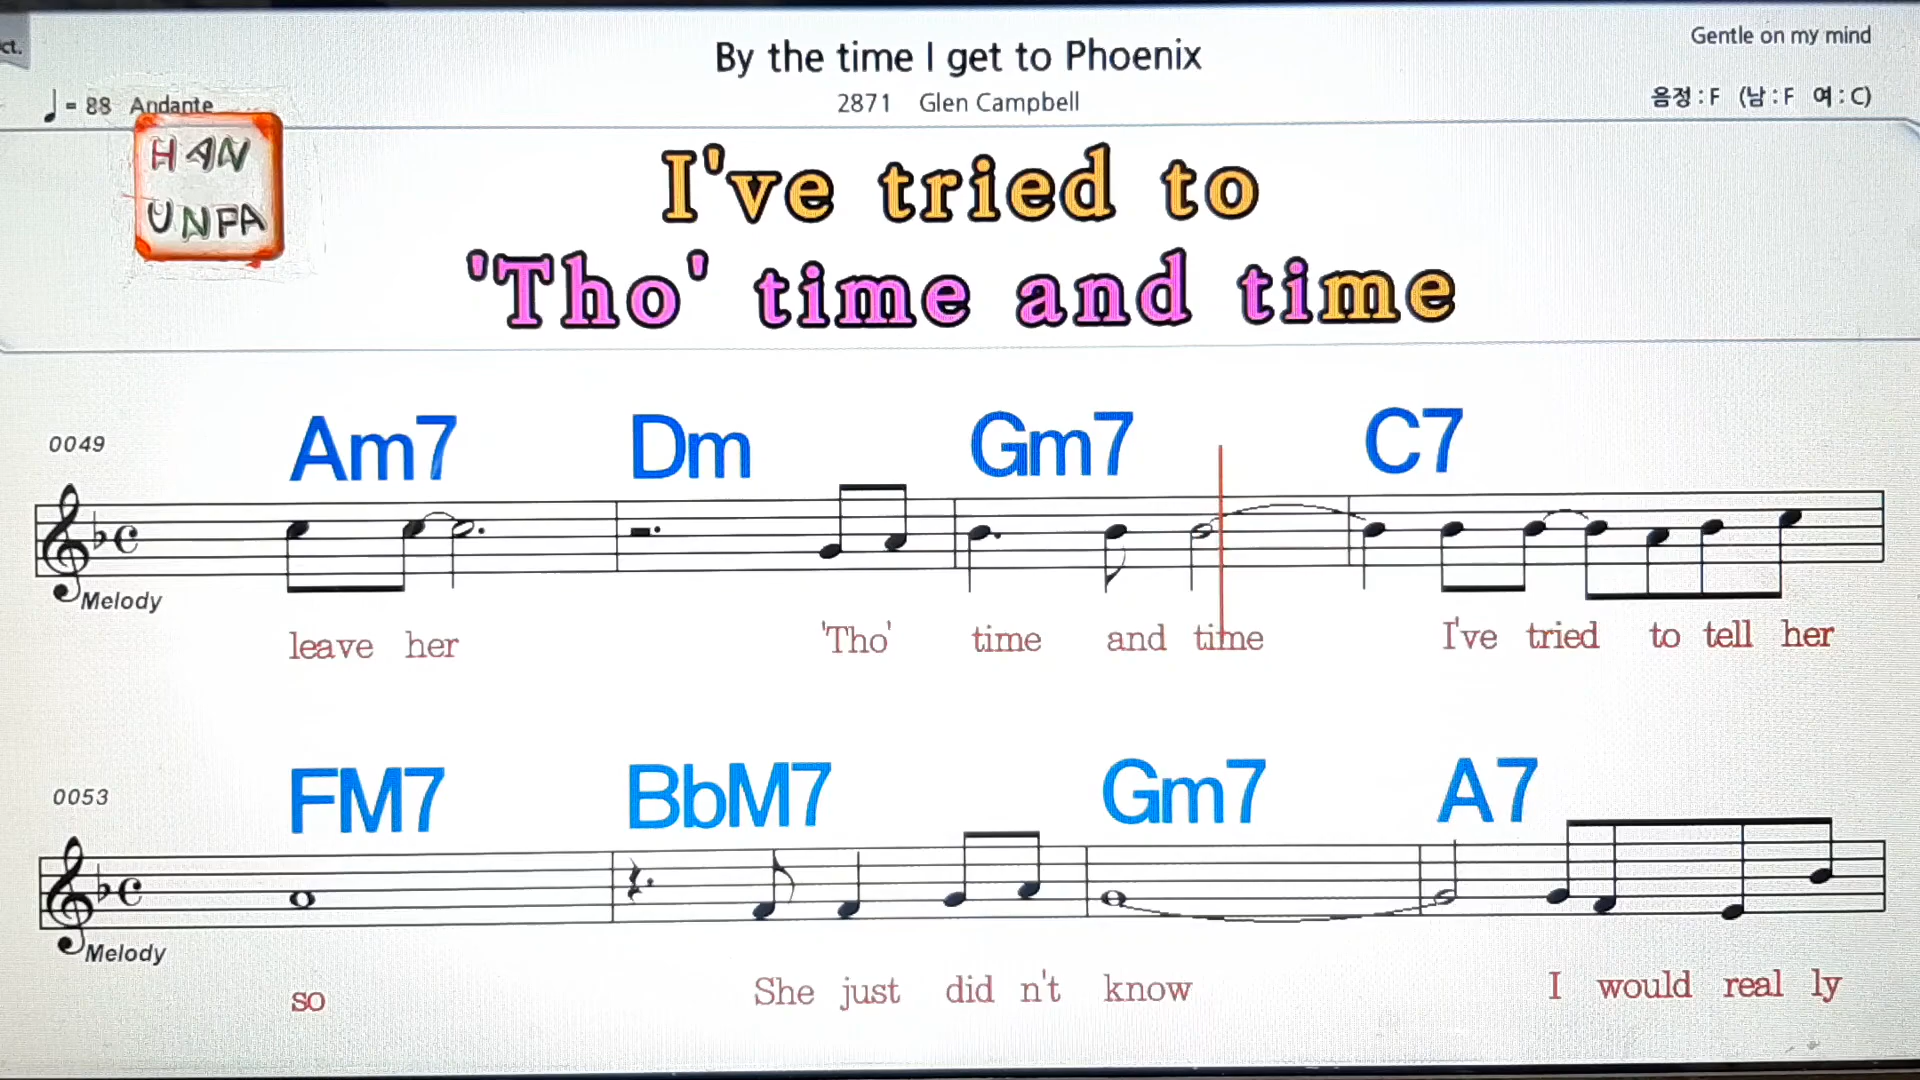 ct.
By the time I get to Phoenix
Gentle on my mind
= 88 Andante
2871 Glen Campbell
음정 : F (남 : F 여 : C)
HAN
UNFA
I've tried to
'Tho' time and time
0049
Am7 Dm Gm7 C7
Melody
leave her 'Tho' time and time I've tried to tell her
0053
FM7 BbM7 Gm7 A7
Melody
so She just did n't know I would real ly